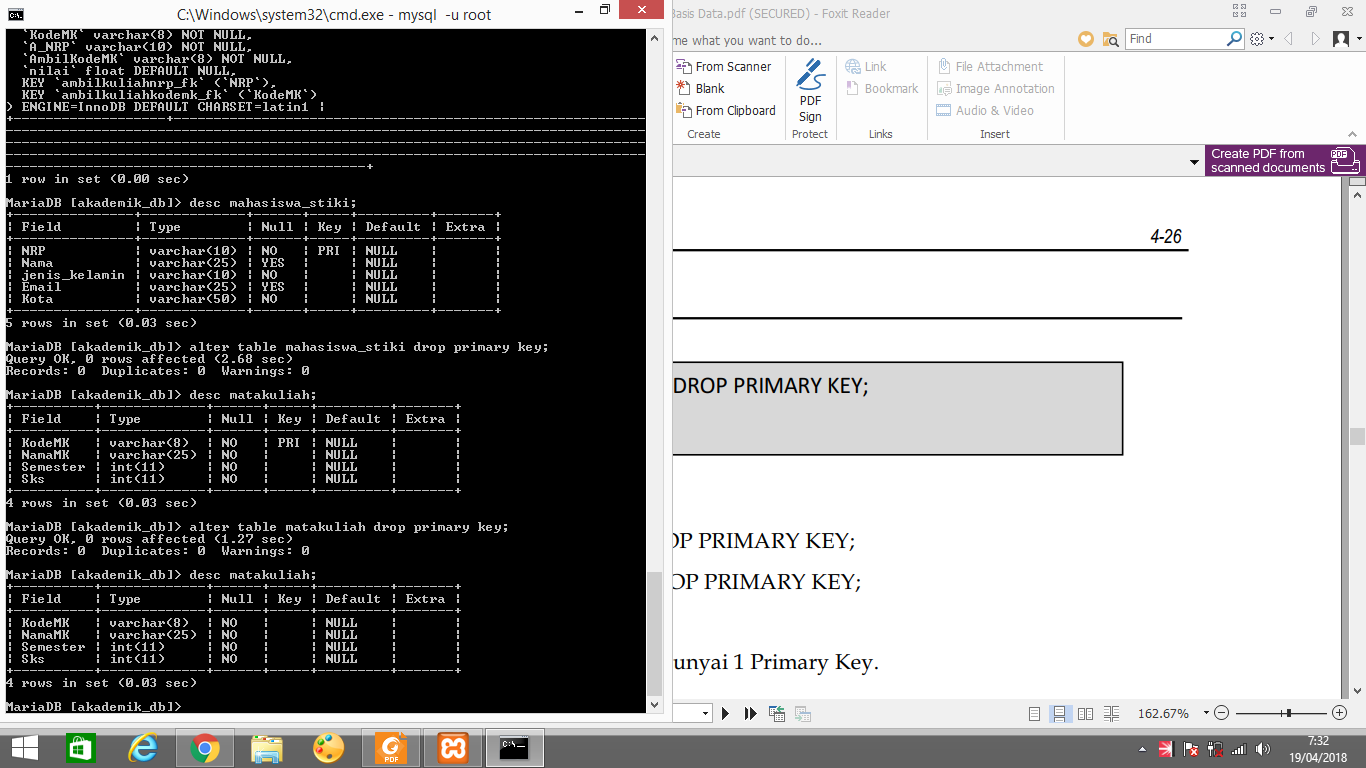 C:\Windows\system32\cmd.exe - mysql  -u root
`KodeMK` varchar(8) NOT NULL,
`A_NRP` varchar(10) NOT NULL,
`AmbilKodeMK` varchar(8) NOT NULL,
`nilai` float DEFAULT NULL,
KEY `ambilkuliahnrp_fk` (`NRP`),
KEY `ambilkuliahkodemk_fk` (`KodeMK`)
) ENGINE=InnoDB DEFAULT CHARSET=latin1 |
1 row in set (0.00 sec)
MariaDB [akademik_db]> desc mahasiswa_stiki;
| Field | Type | Null | Key | Default | Extra |
| NRP | varchar(10) | NO | PRI | NULL | |
| Nama | varchar(25) | YES | | NULL | |
| jenis_kelamin | varchar(10) | NO | | NULL | |
| Email | varchar(25) | YES | | NULL | |
| Kota | varchar(50) | NO | | NULL | |
5 rows in set (0.03 sec)
MariaDB [akademik_db]> alter table mahasiswa_stiki drop primary key;
Query OK, 0 rows affected (2.68 sec)
Records: 0  Duplicates: 0  Warnings: 0
MariaDB [akademik_db]> desc matakuliah;
| Field | Type | Null | Key | Default | Extra |
| KodeMK | varchar(8) | NO | PRI | NULL | |
| NamaMK | varchar(25) | NO | | NULL | |
| Semester | int(11) | NO | | NULL | |
| Sks | int(11) | NO | | NULL | |
4 rows in set (0.03 sec)
MariaDB [akademik_db]> alter table matakuliah drop primary key;
Query OK, 0 rows affected (1.27 sec)
Records: 0  Duplicates: 0  Warnings: 0
MariaDB [akademik_db]> desc matakuliah;
| Field | Type | Null | Key | Default | Extra |
| KodeMK | varchar(8) | NO | | NULL | |
| NamaMK | varchar(25) | NO | | NULL | |
| Semester | int(11) | NO | | NULL | |
| Sks | int(11) | NO | | NULL | |
4 rows in set (0.03 sec)
MariaDB [akademik_db]>
Basis Data.pdf (SECURED) - Foxit Reader
me what you want to do...
Find
From Scanner
Blank
From Clipboard
Create
PDF
Sign
Protect
Link
Bookmark
Links
File Attachment
Image Annotation
Audio & Video
Insert
Create PDF from
scanned documents
PDF
4-26
DROP PRIMARY KEY;
OP PRIMARY KEY;
OP PRIMARY KEY;
unyai 1 Primary Key.
162.67%
PDF
C:\
7:32
19/04/2018